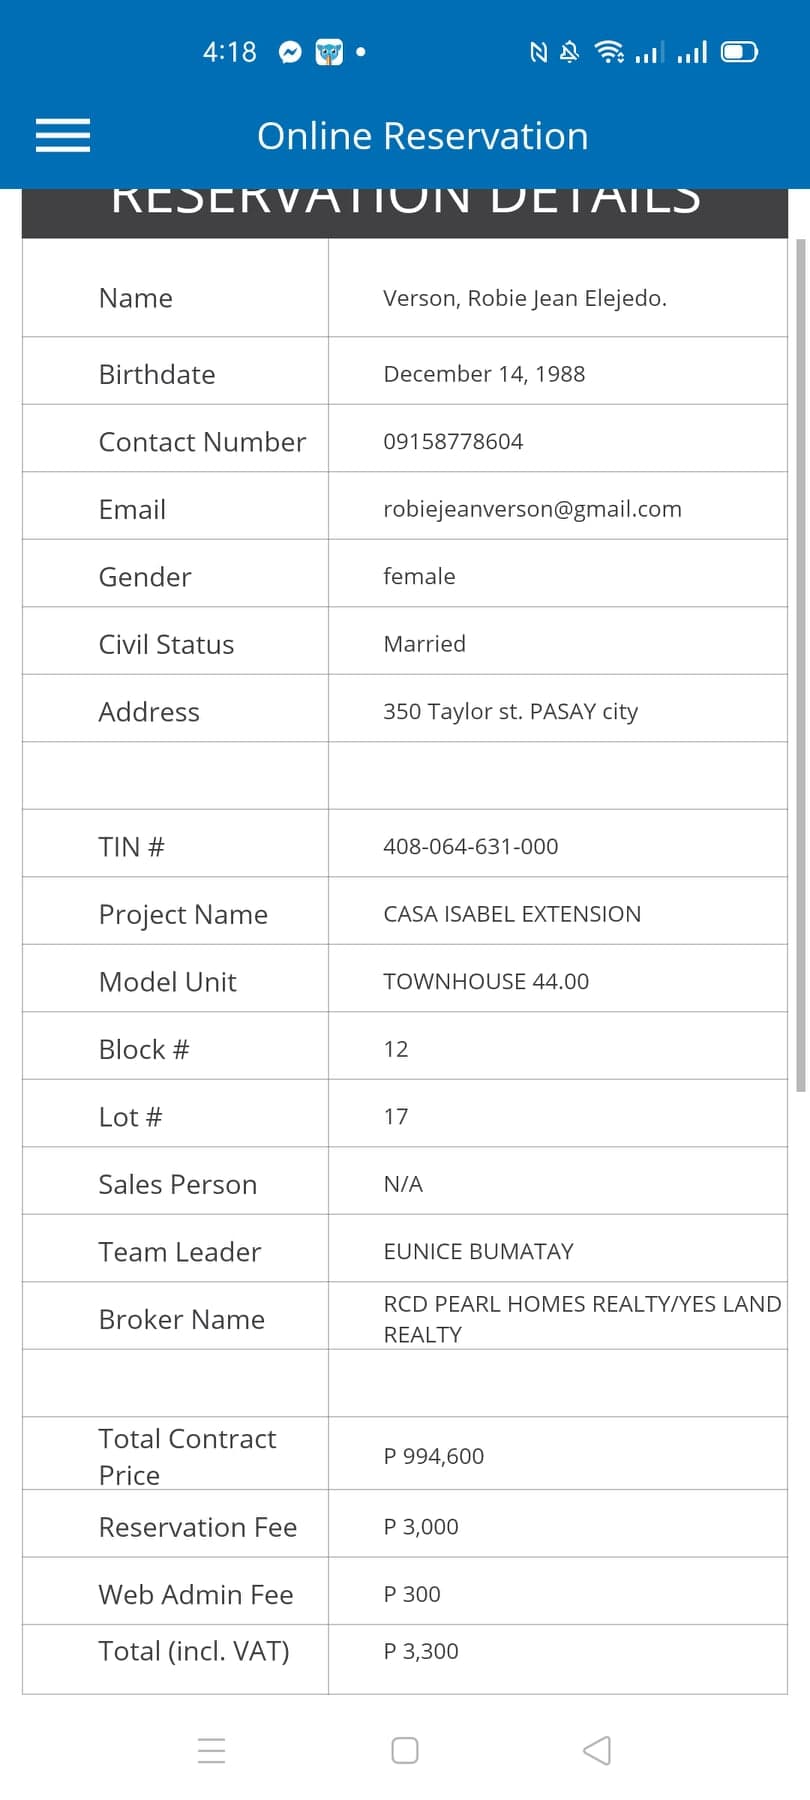 4:18
Online Reservation
RESERVATION DETAILS
Name
Verson, Robie Jean Elejedo.
Birthdate
December 14, 1988
Contact Number
09158778604
Email
robiejeanverson@gmail.com
Gender
female
Civil Status
Married
Address
350 Taylor st. PASAY city
TIN #
408-064-631-000
Project Name
CASA ISABEL EXTENSION
Model Unit
TOWNHOUSE 44.00
Block #
12
Lot #
17
Sales Person
N/A
Team Leader
EUNICE BUMATAY
Broker Name
RCD PEARL HOMES REALTY/YES LAND
REALTY
Total Contract
Price
P 994,600
Reservation Fee
P 3,000
Web Admin Fee
P 300
Total (incl. VAT)
P 3,300